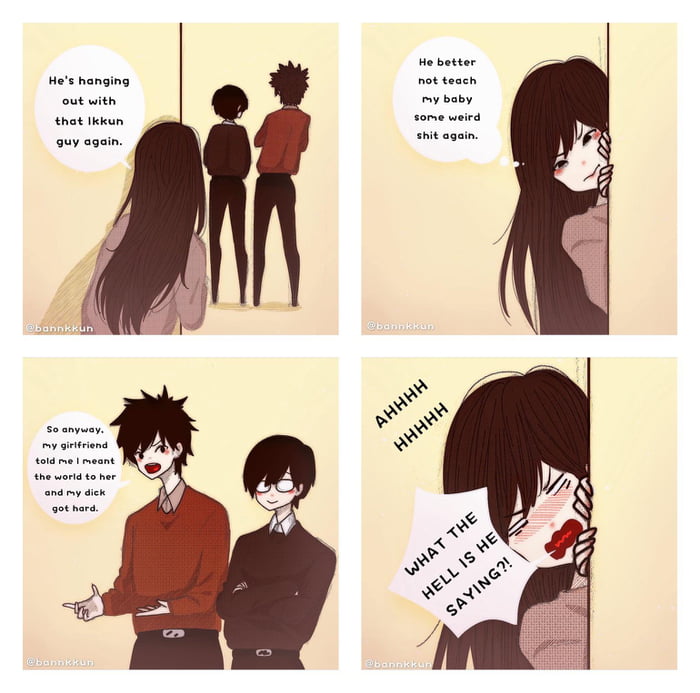 He's hanging
out with
that Ikkun
guy again.
@bannkkun
He better
not teach
my baby
some weird
shit again.
@bannkkun
So anyway,
my girlfriend
told me I meant
the world to her
and my dick
got hard.
@bannkkun
AHHHH
HHHHH
WHAT THE
HELL IS HE
SAYING?!
@bannkkun